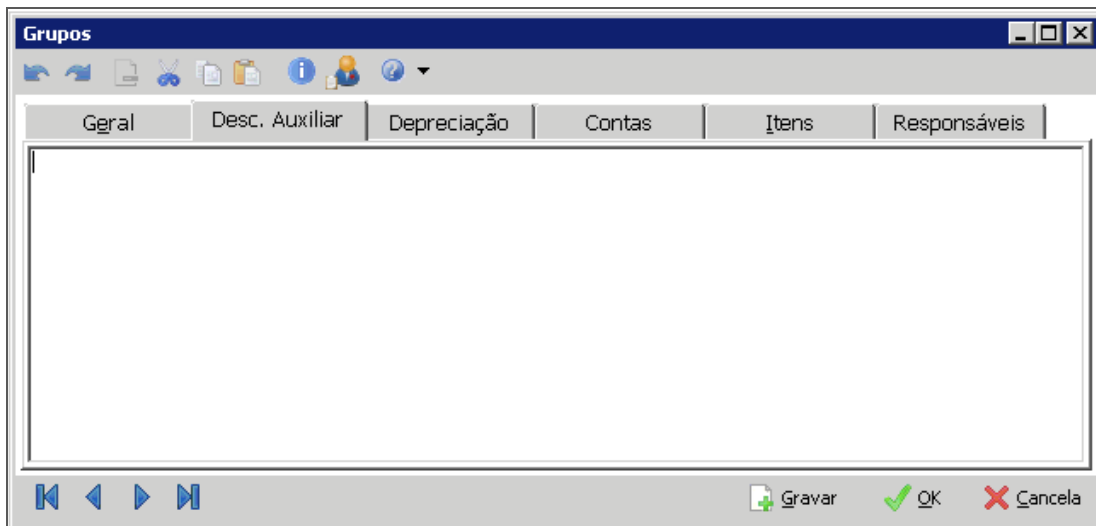 Grupos
Geral Desc. Auxiliar Depreciação Contas Itens Responsáveis
Gravar OK Cancela